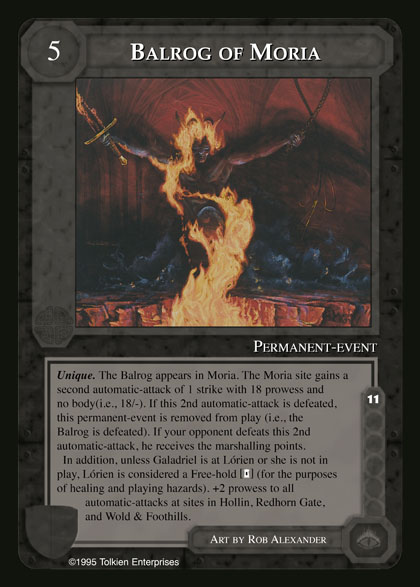 5
BALROG OF MORIA
PERMANENT-EVENT
Unique. The Balrog appears in Moria. The Moria site gains a
second automatic-attack of 1 strike with 18 prowess and
no body(i.e., 18/-). If this 2nd automatic-attack is defeated,
this permanent-event is removed from play (i.e., the
Balrog is defeated). If your opponent defeats this 2nd
automatic-attack, he receives the marshalling points.
In addition, unless Galadriel is at Lórien or she is not in
play, Lórien is considered a Free-hold [] (for the purposes
of healing and playing hazards). +2 prowess to all
automatic-attacks at sites in Hollin, Redhorn Gate,
and Wold & Foothills.
11
ART BY ROB ALEXANDER
©1995 Tolkien Enterprises